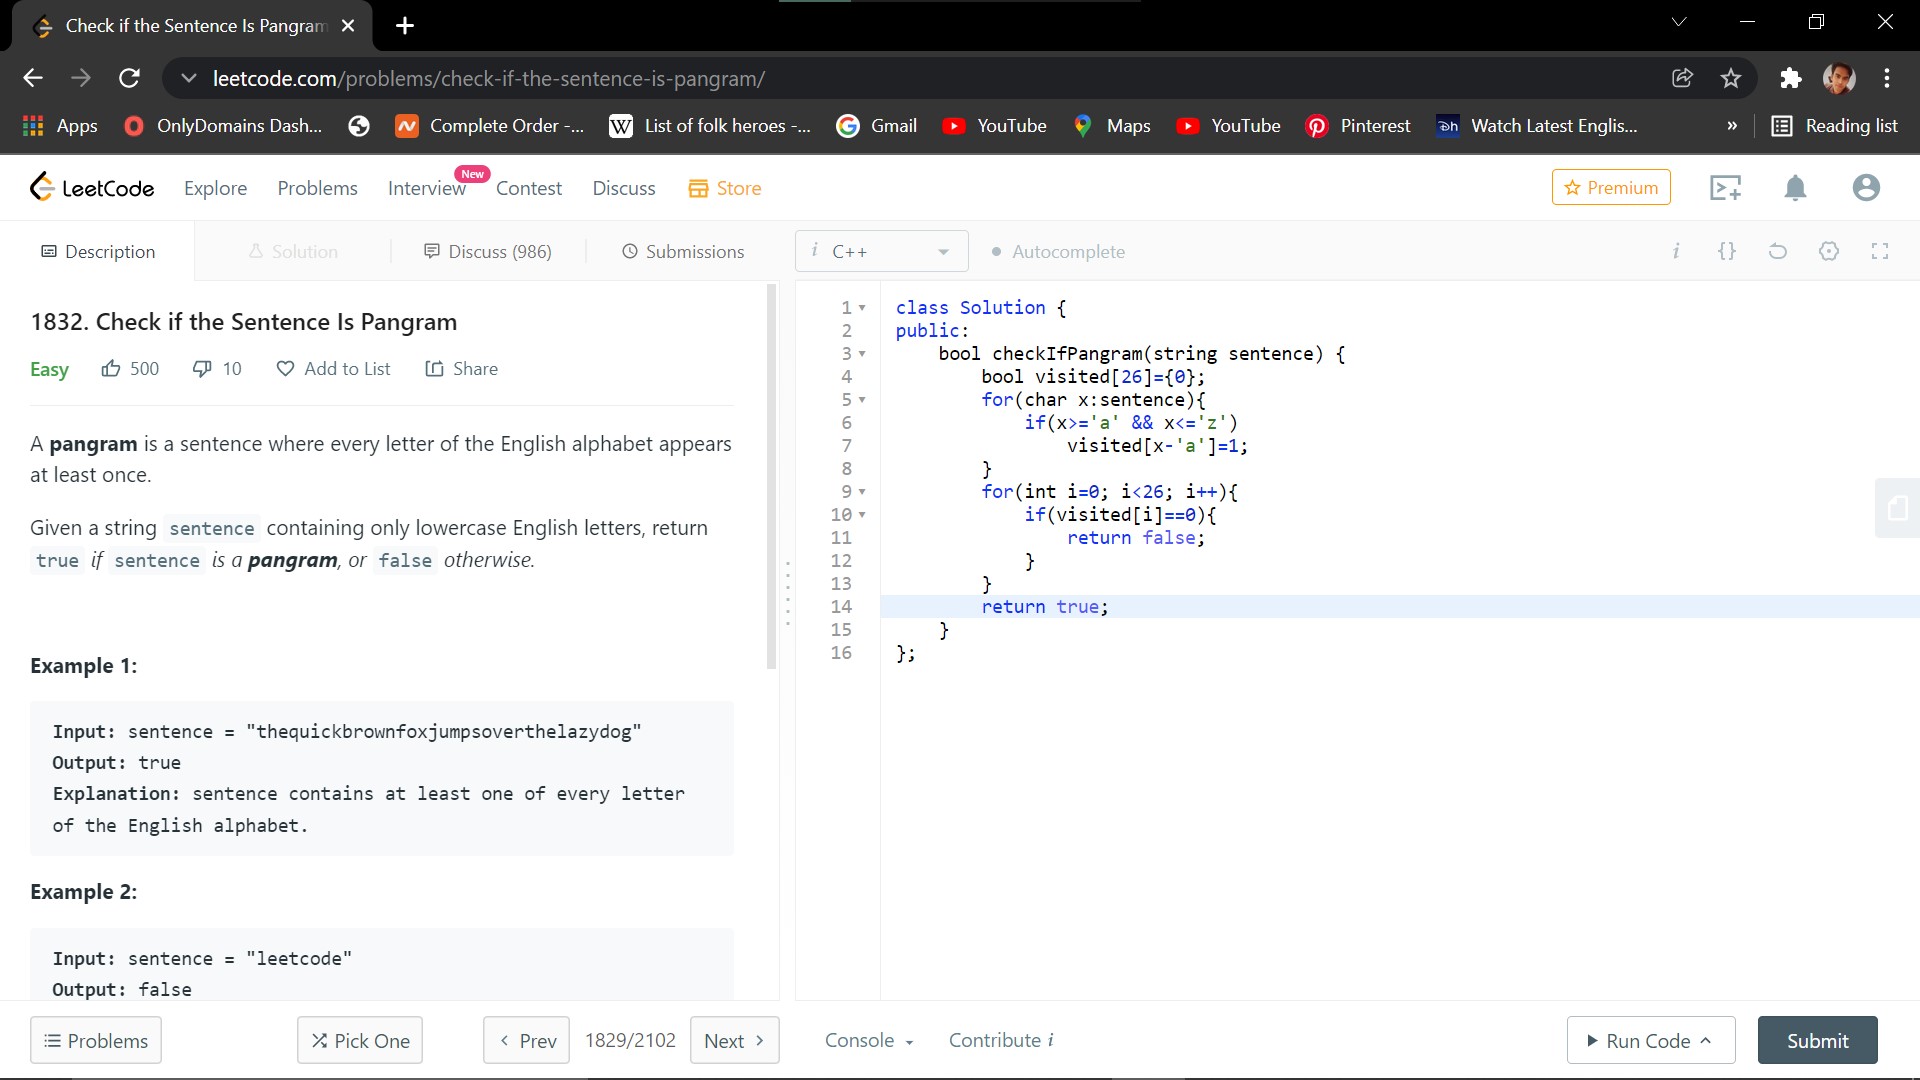 Check if the Sentence Is Pangram
leetcode.com/problems/check-if-the-sentence-is-pangram/
Apps OnlyDomains Dash... Complete Order -... W List of folk heroes -... Gmail YouTube Maps YouTube Pinterest Watch Latest Englis... » Reading list
LeetCode Explore Problems Interview New Contest Discuss Store Premium
Description Solution Discuss (986) Submissions i C++ Autocomplete i {}
1832. Check if the Sentence Is Pangram
Easy 500 10 Add to List Share
A pangram is a sentence where every letter of the English alphabet appears
at least once.
Given a string sentence containing only lowercase English letters, return
true if sentence is a pangram, or false otherwise.
Example 1:
Input: sentence = "thequickbrownfoxjumpsoverthelazydog"
Output: true
Explanation: sentence contains at least one of every letter
of the English alphabet.
Example 2:
Input: sentence = "leetcode"
Output: false
1 class Solution {
2 public:
3 bool checkIfPangram(string sentence) {
4 bool visited[26]={0};
5 for(char x:sentence){
6 if(x>='a' && x<='z')
7 visited[x-'a']=1;
8 }
9 for(int i=0; i<26; i++){
10 if(visited[i]==0){
11 return false;
12 }
13 }
14 return true;
15 }
16 };
Problems Pick One < Prev 1829/2102 Next > Console Contribute i Run Code Submit